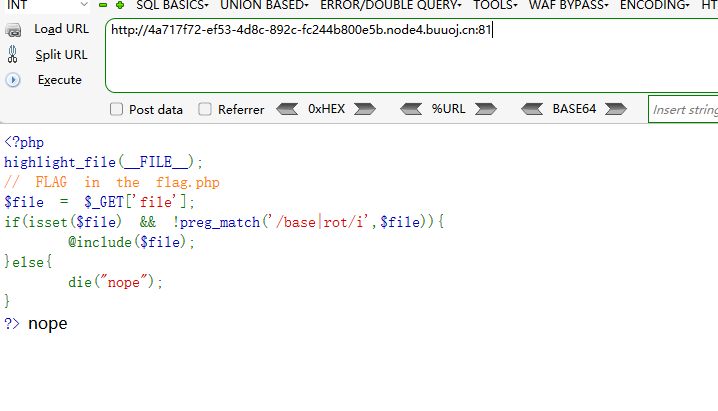 INT SQL BASICS▾ UNION BASED▾ ERROR/DOUBLE QUERY▾ TOOLS▾ WAF BYPASS▾ ENCODING▾ HT
Load URL http://4a717f72-ef53-4d8c-892c-fc244b800e5b.node4.buuoj.cn:81
Split URL
Execute
Post data Referrer 0xHEX %URL BASE64 Insert string
<?php
highlight_file(__FILE__);
// FLAG in the flag.php
$file = $_GET['file'];
if(isset($file) && !preg_match('/base|rot/i',$file)){
@include($file);
}else{
die("nope");
}
?> nope